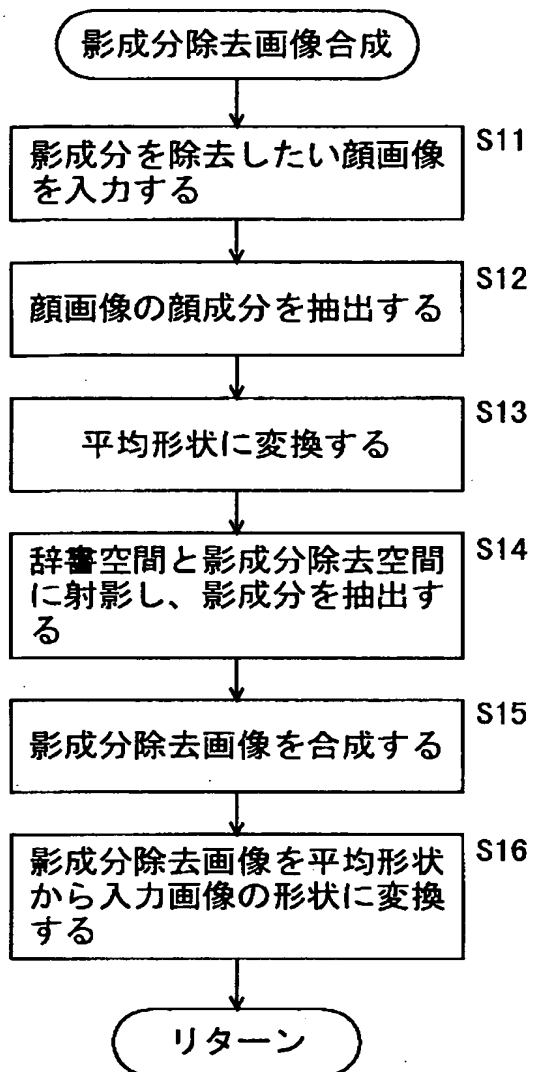 影成分除去画像合成
S11
影成分を除去したい顔画像
を入力する
S12
顔画像の顔成分を抽出する
S13
平均形状に変換する
S14
辞書空間と影成分除去空間
に射影し、影成分を抽出す
る
S15
影成分除去画像を合成する
S16
影成分除去画像を平均形状
から入力画像の形状に変換
する
リターン